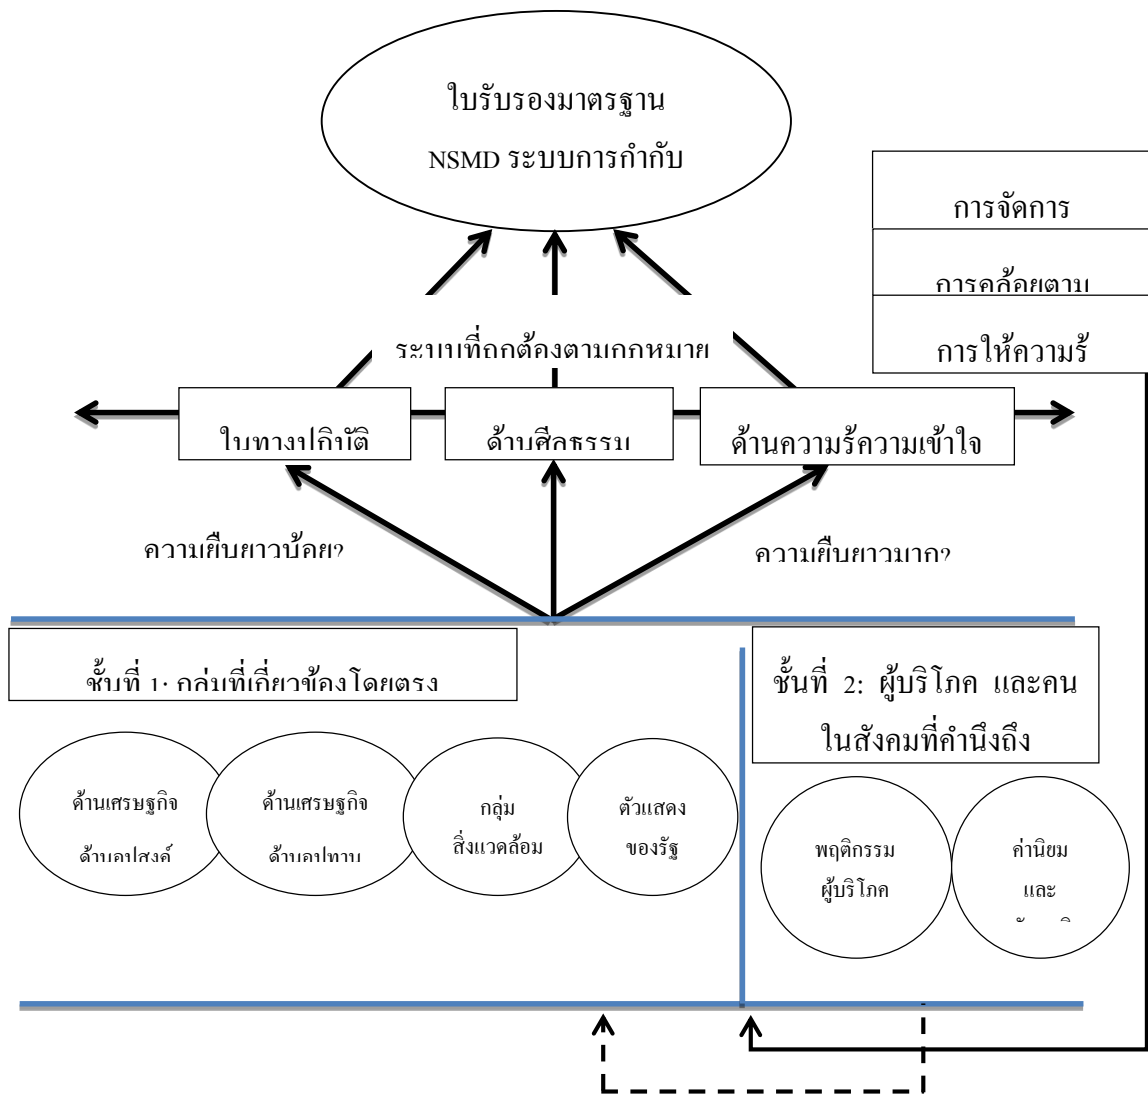 ใบรับรองมาตรฐาน
NSMD ระบบการกำกับ
การจัดการ
การคล้อยตาม
การให้ความรู้
ระบบที่ถูกต้องตามกฎหมาย
ในทางปฏิบัติ
ด้านศีลธรรม
ด้านความรู้ความเข้าใจ
ความยืนยาวน้อย?
ความยืนยาวมาก?
ชั้นที่ 1: กลุ่มที่เกี่ยวข้องโดยตรง
ชั้นที่ 2: ผู้บริโภค และคน
ในสังคมที่คำนึงถึง
ด้านเศรษฐกิจ
ด้านอุปสงค์
ด้านเศรษฐกิจ
ด้านอุปทาน
กลุ่ม
สิ่งแวดล้อม
ตัวแสดง
ของรัฐ
พฤติกรรม
ผู้บริโภค
ค่านิยม
และ